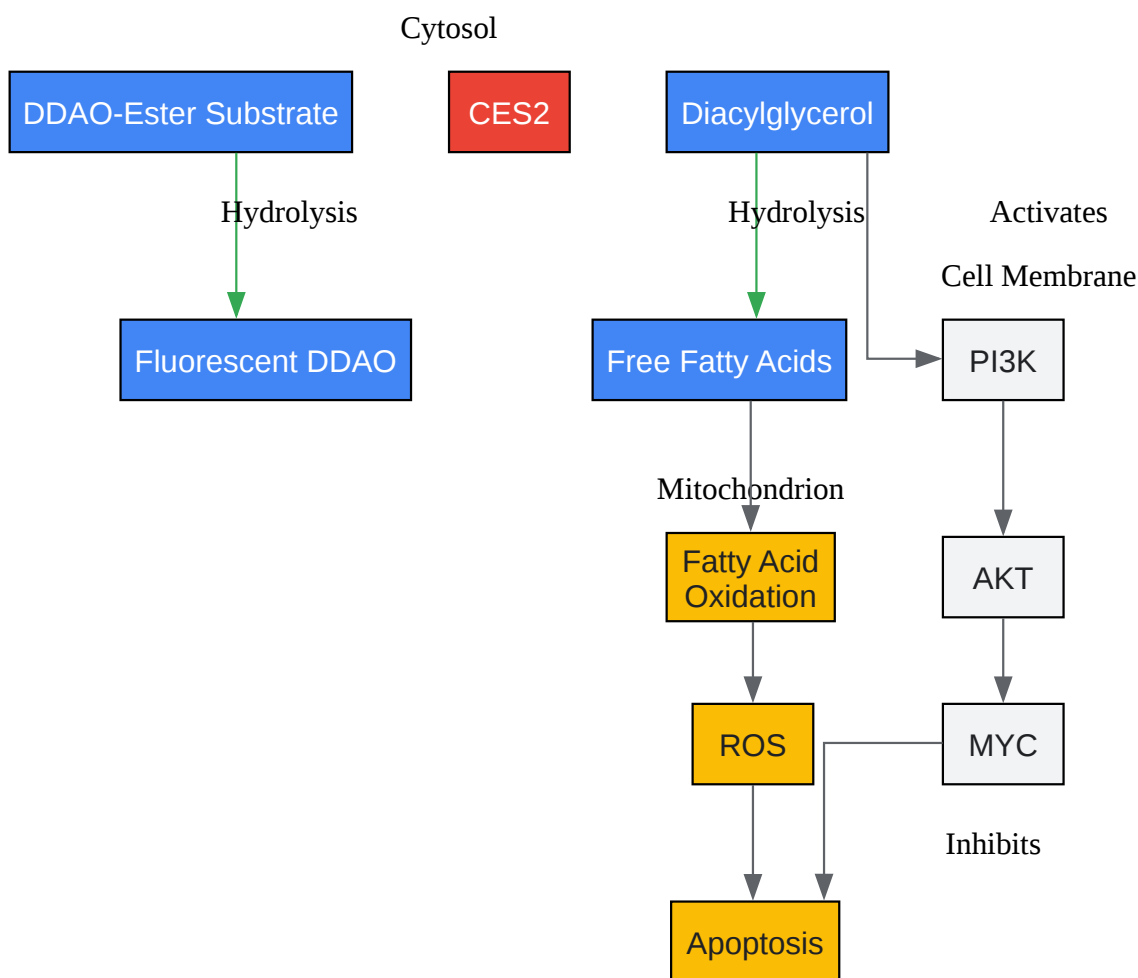 Cytosol
DDAO-Ester Substrate
CES2
Diacylglycerol
Hydrolysis
Hydrolysis
Activates
Cell Membrane
Fluorescent DDAO
Free Fatty Acids
PI3K
Mitochondrion
Fatty Acid
Oxidation
AKT
ROS
MYC
Inhibits
Apoptosis